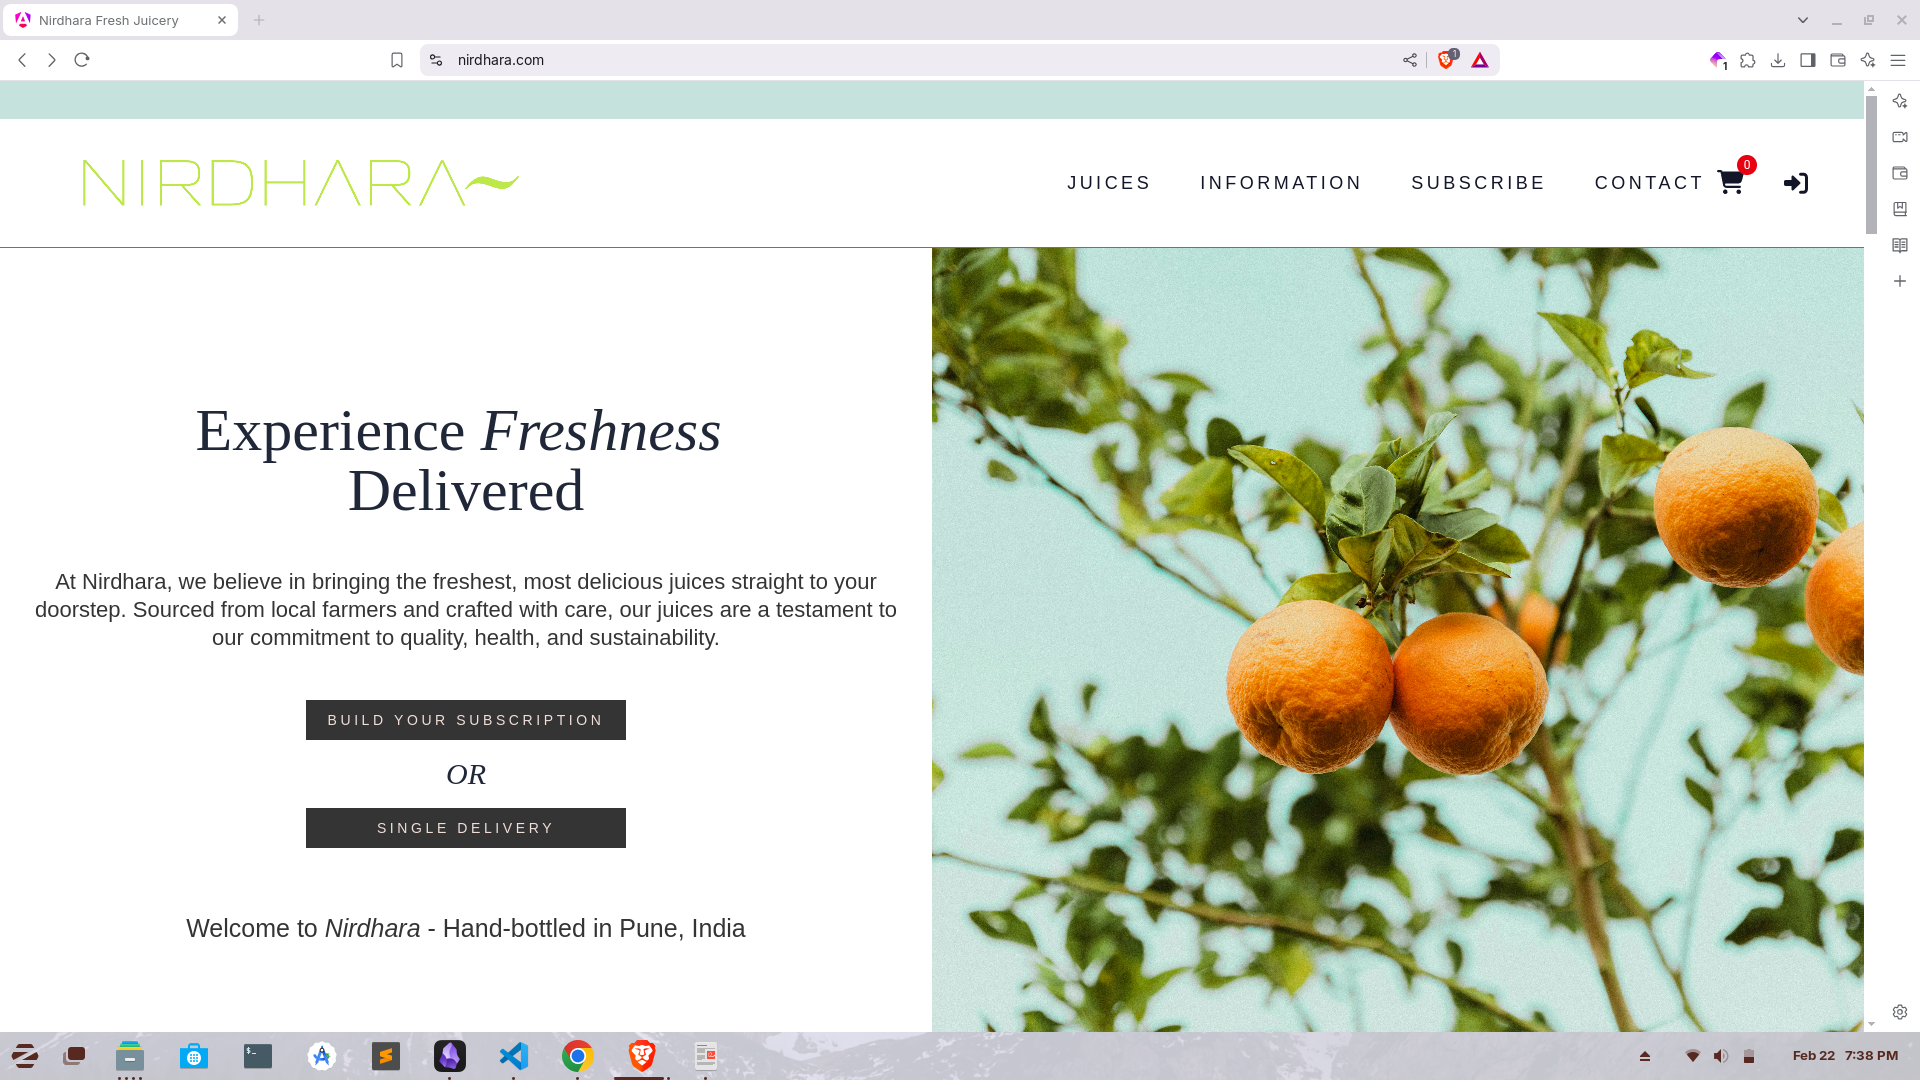 Nirdhara Fresh Juicery
nirdhara.com
1
1
NIRDHARA
JUICES
INFORMATION
SUBSCRIBE
CONTACT
0
Experience Freshness
Delivered
At Nirdhara, we believe in bringing the freshest, most delicious juices straight to your
doorstep. Sourced from local farmers and crafted with care, our juices are a testament to
our commitment to quality, health, and sustainability.
BUILD YOUR SUBSCRIPTION
OR
SINGLE DELIVERY
Welcome to Nirdhara - Hand-bottled in Pune, India
$-
Feb 22 7:38 PM